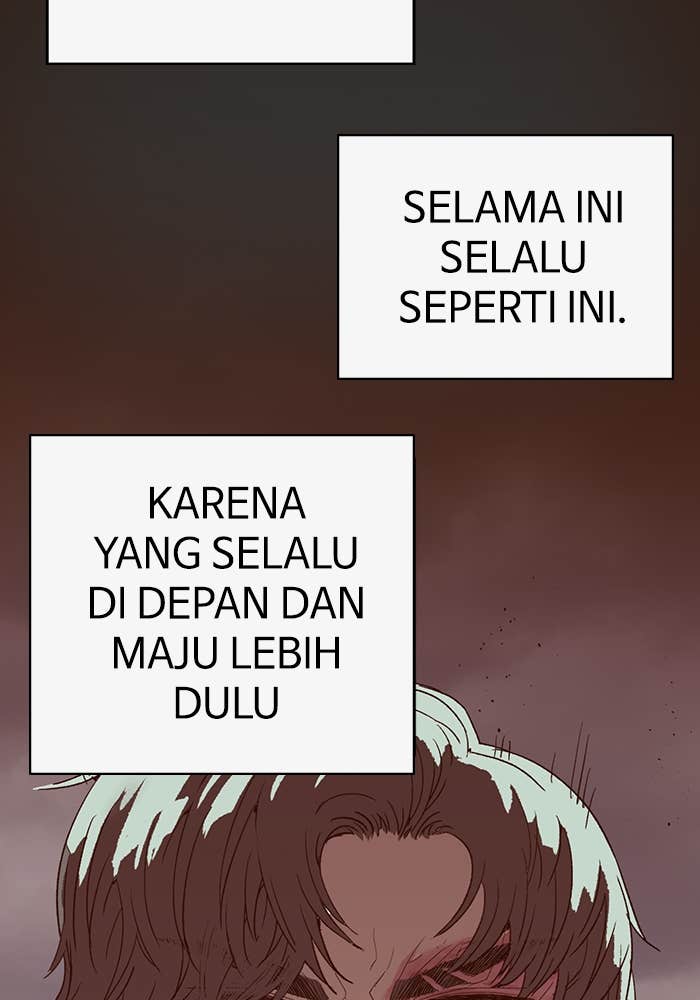 SELAMA INI
SELALU
SEPERTI INI.
KARENA
YANG SELALU
DI DEPAN DAN
MAJU LEBIH
DULU